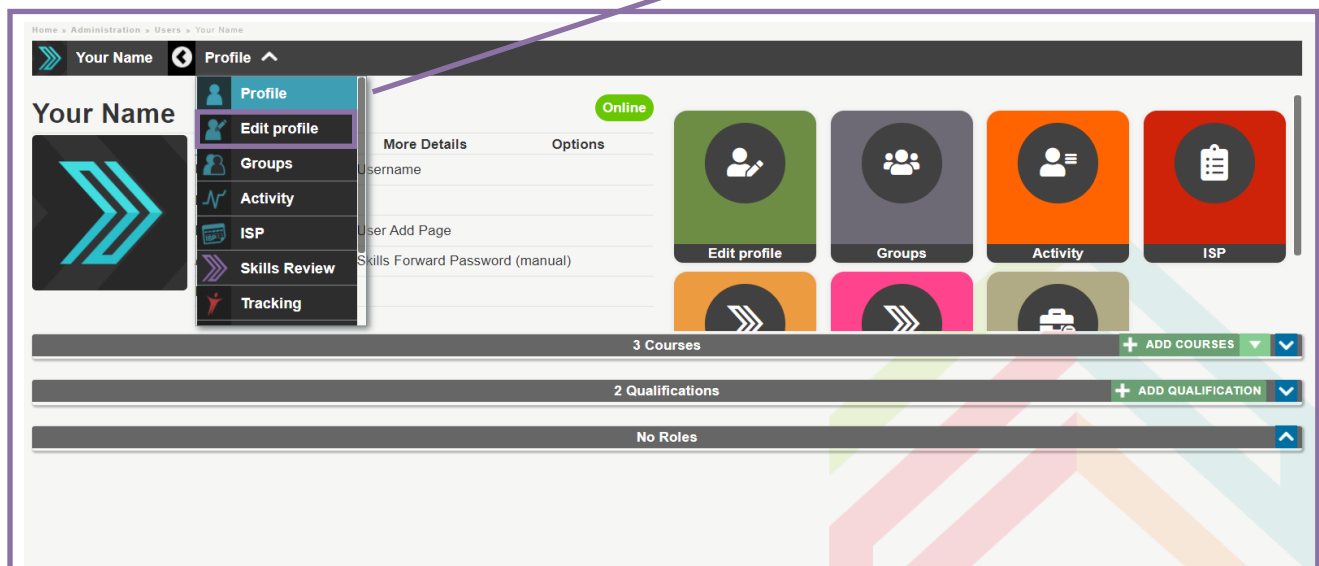 Home » Administration » Users » Your Name
Your Name Profile
Profile
Edit profile
Groups
Activity
ISP
Skills Review
Tracking
Your Name
Online
More Details Options
Username
User Add Page
Skills Forward Password (manual)
Edit profile Groups Activity ISP
3 Courses ADD COURSES
2 Qualifications ADD QUALIFICATION
No Roles